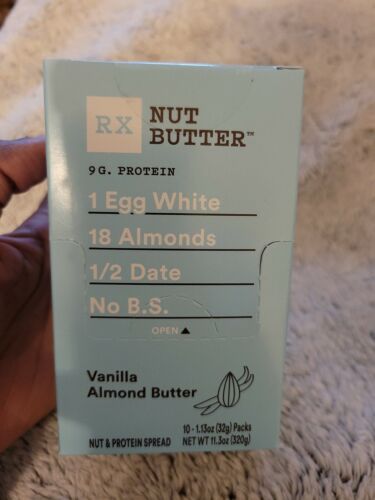 RX
NUT
BUTTER™
9G. PROTEIN
1 Egg White
18 Almonds
1/2 Date
No B.S.
OPEN ▲
Vanilla
Almond Butter
10 - 1.13oz (32g) Packs
NUT & PROTEIN SPREAD NET WT 11.3oz (320g)